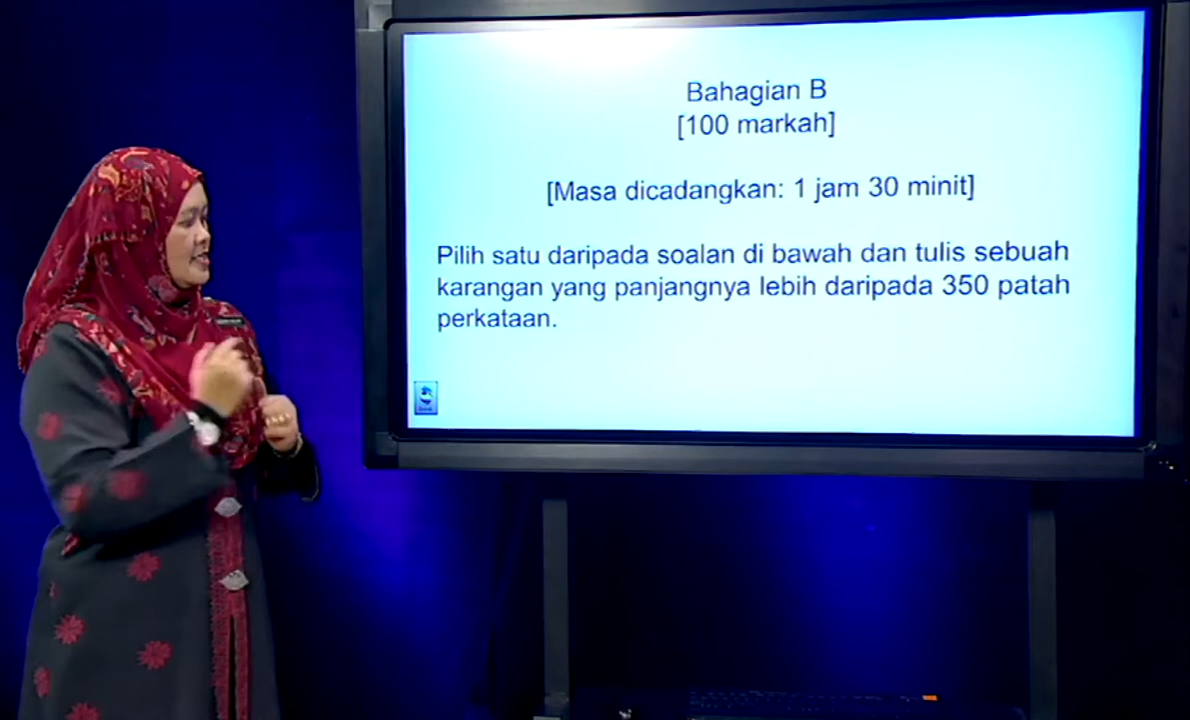 Bahagian B
[100 markah]
[Masa dicadangkan: 1 jam 30 minit]
Pilih satu daripada soalan di bawah dan tulis sebuah
karangan yang panjangnya lebih daripada 350 patah
perkataan.